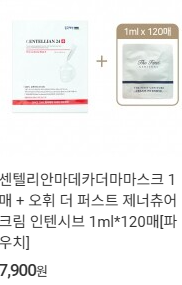 1ml x 120매
CENTELLIAN 24
The First
센텔리안마데카더마마스크 1
매 + 오휘 더 퍼스트 제너츄어
크림 인텐시브 1ml*120매[파
우치]
7,900원